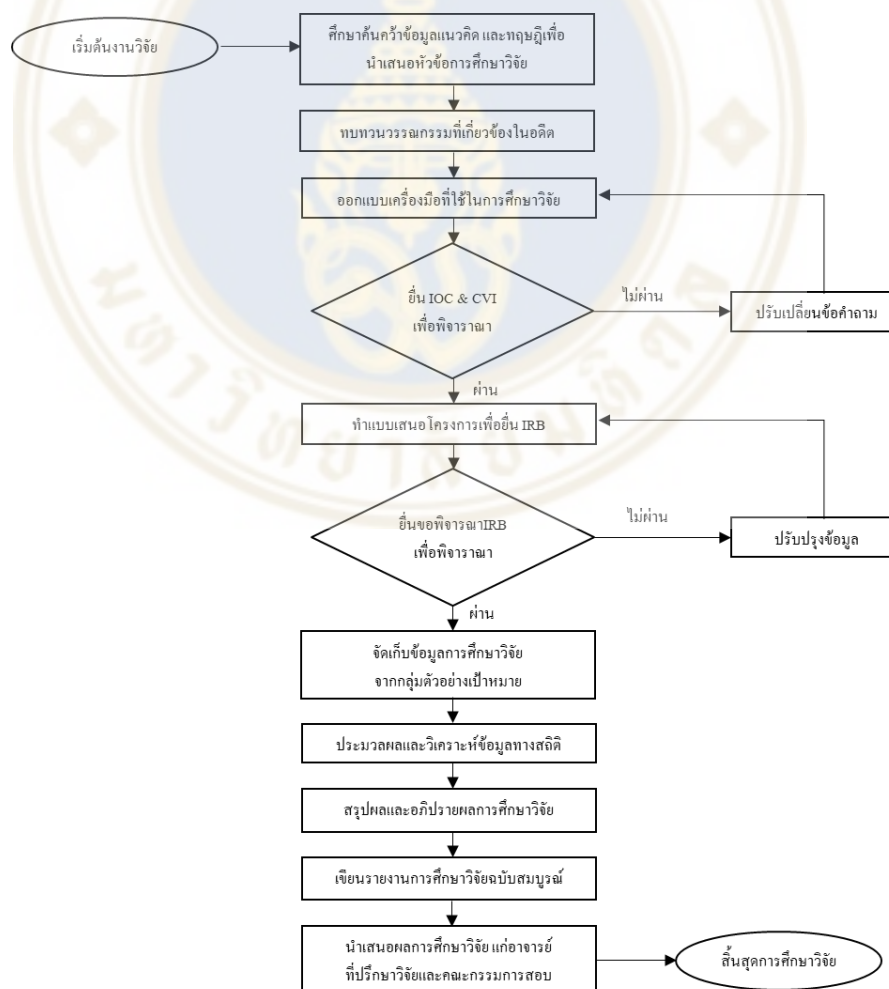 เริ่มต้นงานวิจัย
ศึกษาค้นคว้าข้อมูลแนวคิด และทฤษฎีเพื่อ
นำเสนอหัวข้อการศึกษาวิจัย
ทบทวนวรรณกรรมที่เกี่ยวข้องในอดีต
ออกแบบเครื่องมือที่ใช้ในการศึกษาวิจัย
ยื่น IOC & CVI
เพื่อพิจาราณา
ไม่ผ่าน
ปรับเปลี่ยนข้อคำถาม
ผ่าน
ทำแบบเสนอโครงการเพื่อยื่น IRB
ยื่นขอพิจารณาIRB
เพื่อพิจาราณา
ไม่ผ่าน
ปรับปรุงข้อมูล
ผ่าน
จัดเก็บข้อมูลการศึกษาวิจัย
จากกลุ่มตัวอย่างเป้าหมาย
ประมวลผลและวิเคราะห์ข้อมูลทางสถิติ
สรุปผลและอภิปรายผลการศึกษาวิจัย
เขียนรายงานการศึกษาวิจัยฉบับสมบูรณ์
นำเสนอผลการศึกษาวิจัย แก่อาจารย์
ที่ปรึกษาวิจัยและคณะกรรมการสอบ
สิ้นสุดการศึกษาวิจัย
มหาวิทยาลัยมหิดล